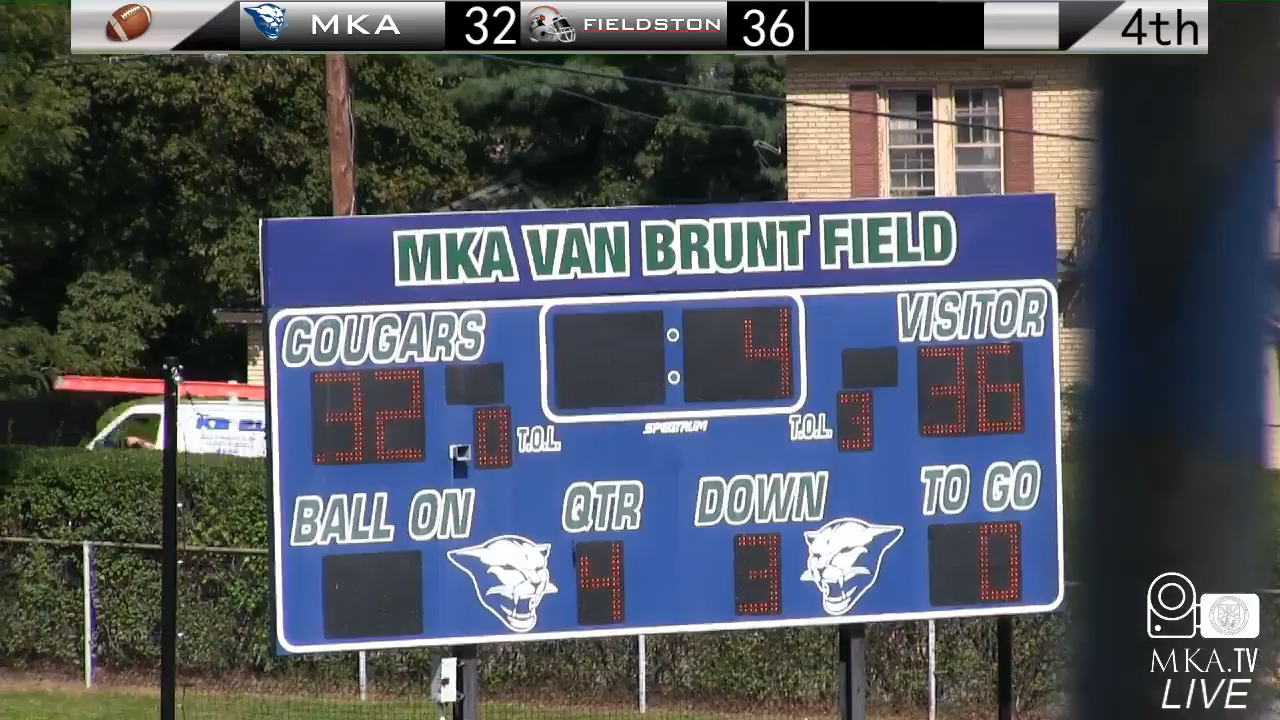 MKA 32 FIELDSTON 36 4th
MKA VAN BRUNT FIELD
COUGARS
VISITOR
4
32
36
0
T.O.L.
T.O.L.
3
SPECTRUM
BALL ON
QTR
DOWN
TO GO
4
3
0
MKA.TV
LIVE